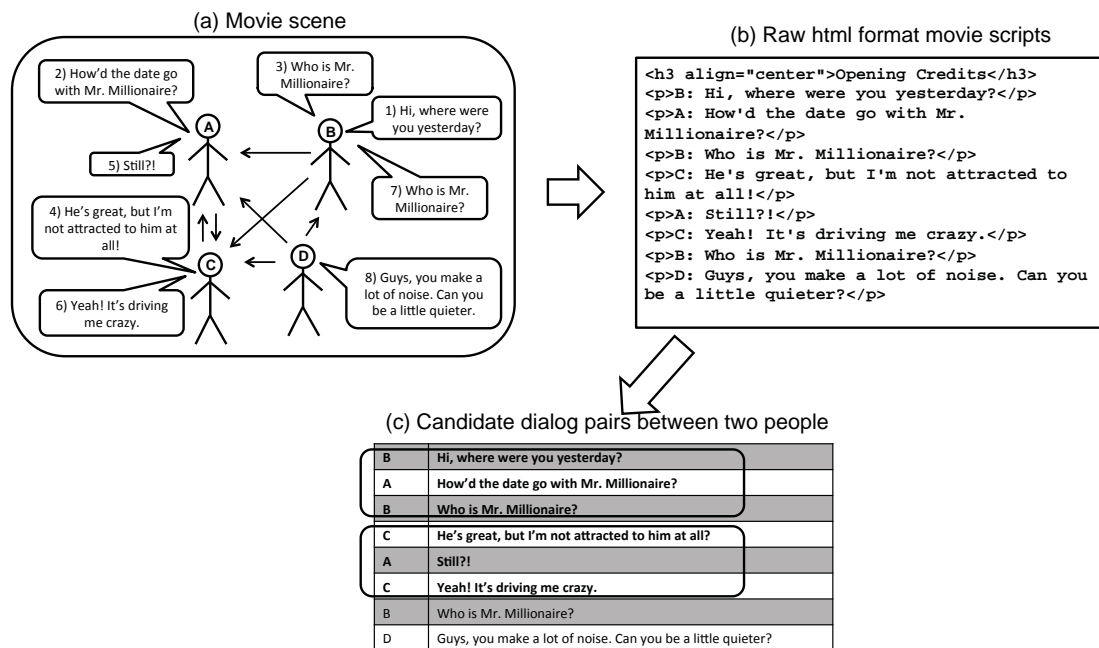 (a) Movie scene
2) How'd the date go
with Mr. Millionaire?
3) Who is Mr.
Millionaire?
1) Hi, where were
you yesterday?
A
B
5) Still?!
7) Who is Mr.
Millionaire?
4) He's great, but I'm
not attracted to him at
all!
C
D
6) Yeah! It's driving
me crazy.
8) Guys, you make a
lot of noise. Can you
be a little quieter.
(b) Raw html format movie scripts
<h3 align="center">Opening Credits</h3>
<p>B: Hi, where were you yesterday?</p>
<p>A: How'd the date go with Mr.
Millionaire?</p>
<p>B: Who is Mr. Millionaire?</p>
<p>C: He's great, but I'm not attracted to
him at all!</p>
<p>A: Still?!</p>
<p>C: Yeah! It's driving me crazy.</p>
<p>B: Who is Mr. Millionaire?</p>
<p>D: Guys, you make a lot of noise. Can you
be a little quieter?</p>
(c) Candidate dialog pairs between two people
B Hi, where were you yesterday?
A How'd the date go with Mr. Millionaire?
B Who is Mr. Millionaire?
C He's great, but I'm not attracted to him at all?
A Still?!
C Yeah! It's driving me crazy.
B Who is Mr. Millionaire?
D Guys, you make a lot of noise. Can you be a little quieter?